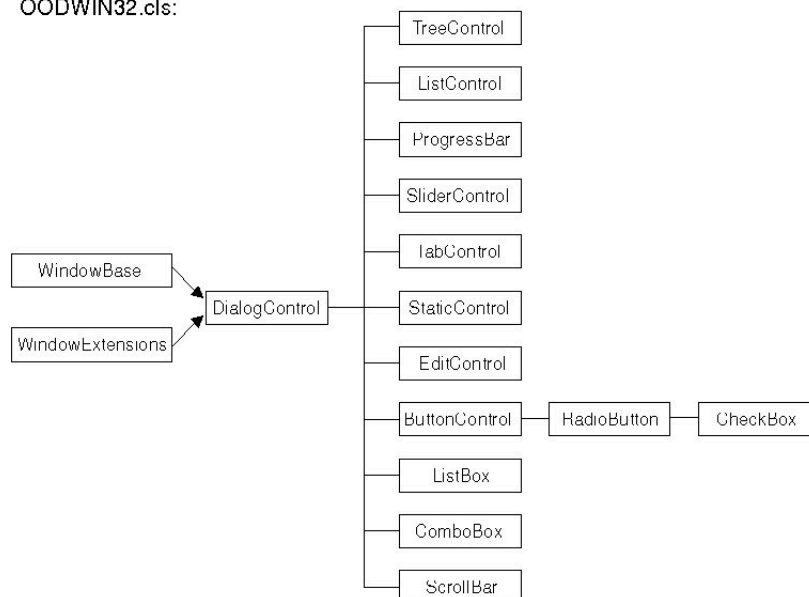 OODWIN32.cls:
TreeControl
ListControl
ProgressBar
SliderControl
TabControl
WindowBase
DialogControl
StaticControl
WindowExtensions
EditControl
ButtonControl
RadioButton
CheckBox
ListBox
ComboBox
ScrollBar